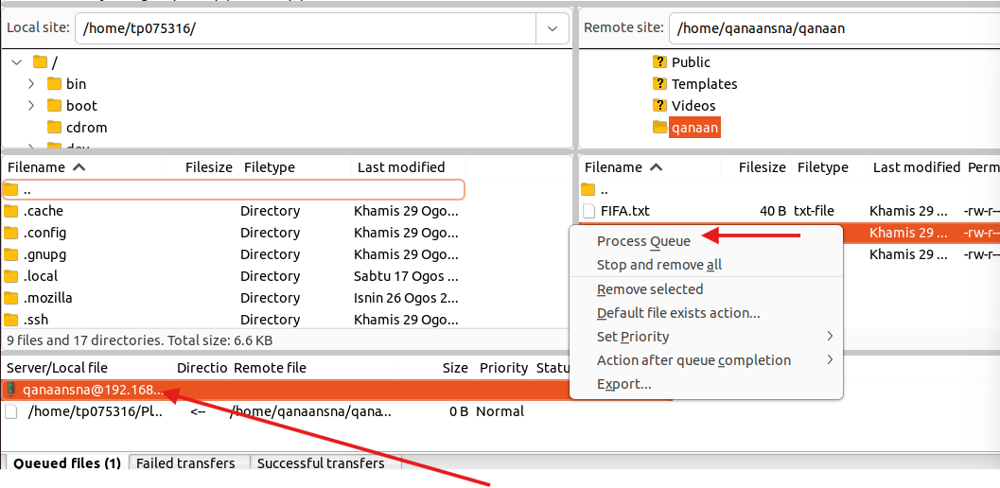 Local site: /home/tp075316/
/
bin
boot
cdrom
dev
Filename Filesize Filetype Last modified
..
.cache Directory Khamis 29 Ogo...
.config Directory Khamis 29 Ogo...
.gnupg Directory Khamis 29 Ogo...
.local Directory Sabtu 17 Ogos ...
.mozilla Directory Isnin 26 Ogos 2...
.ssh Directory Khamis 29 Ogo...
9 files and 17 directories. Total size: 6.6 KB
Remote site: /home/qanaansna/qanaan
Public
Templates
Videos
qanaan
Filename Filesize Filetype Last modified Perm
..
FIFA.txt 40 B txt-file Khamis 29 ... -rw-r--
Khamis 29 ... -rw-r--
Khamis 29 ... -rw-r--
Process Queue
Stop and remove all
Remove selected
Default file exists action...
Set Priority
Action after queue completion
Export...
Server/Local file Directio Remote file Size Priority Statu
qanaansna@192.168...
/home/tp075316/Pl... <-- /home/qanaansna/qana... 0 B Normal
Queued files (1) Failed transfers Successful transfers